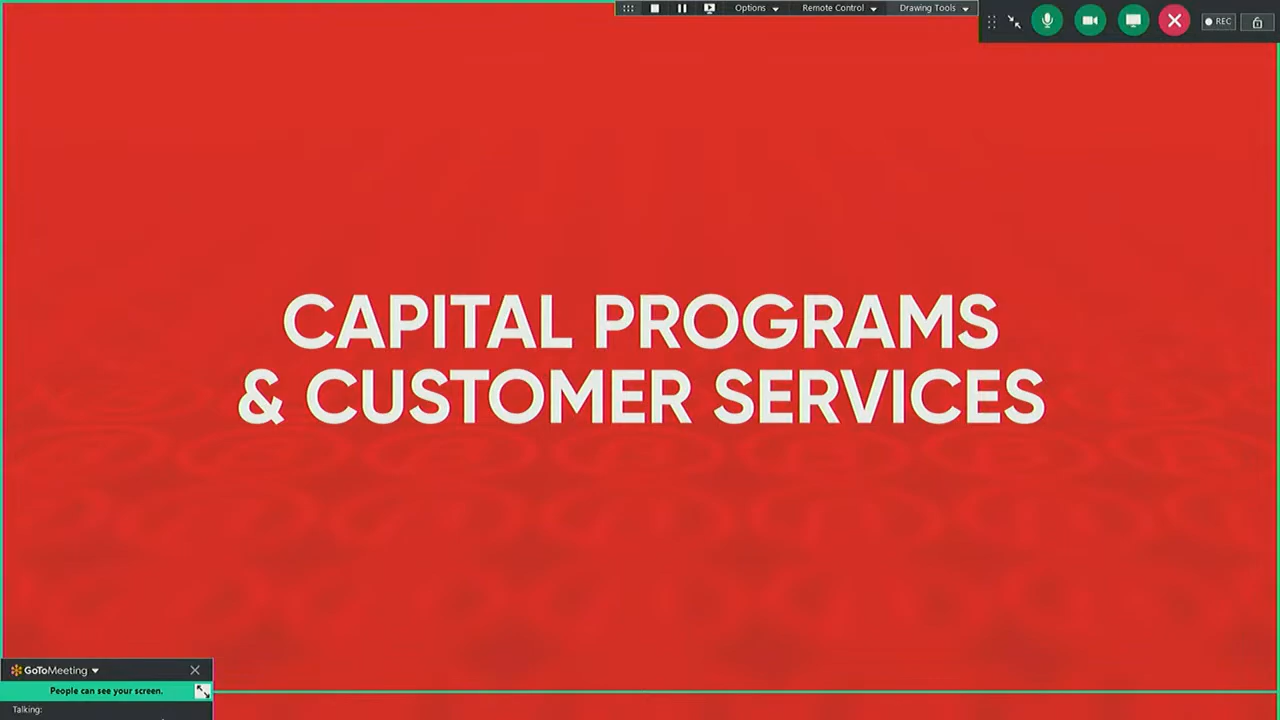 Options
Remote Control
Drawing Tools
REC
CAPITAL PROGRAMS
& CUSTOMER SERVICES
GoToMeeting
People can see your screen.
Talking: